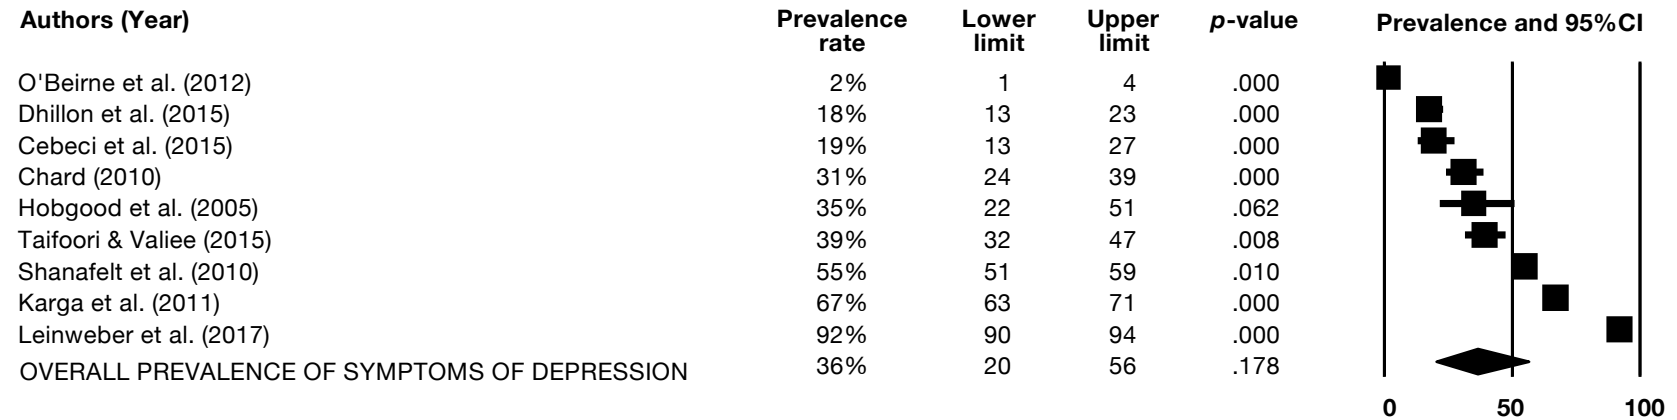 Authors (Year) Prevalence rate Lower limit Upper limit p-value Prevalence and 95%CI
O'Beirne et al. (2012) 2% 1 4 .000
Dhillon et al. (2015) 18% 13 23 .000
Cebeci et al. (2015) 19% 13 27 .000
Chard (2010) 31% 24 39 .000
Hobgood et al. (2005) 35% 22 51 .062
Taifoori & Valiee (2015) 39% 32 47 .008
Shanafelt et al. (2010) 55% 51 59 .010
Karga et al. (2011) 67% 63 71 .000
Leinweber et al. (2017) 92% 90 94 .000
OVERALL PREVALENCE OF SYMPTOMS OF DEPRESSION 36% 20 56 .178
0 50 100